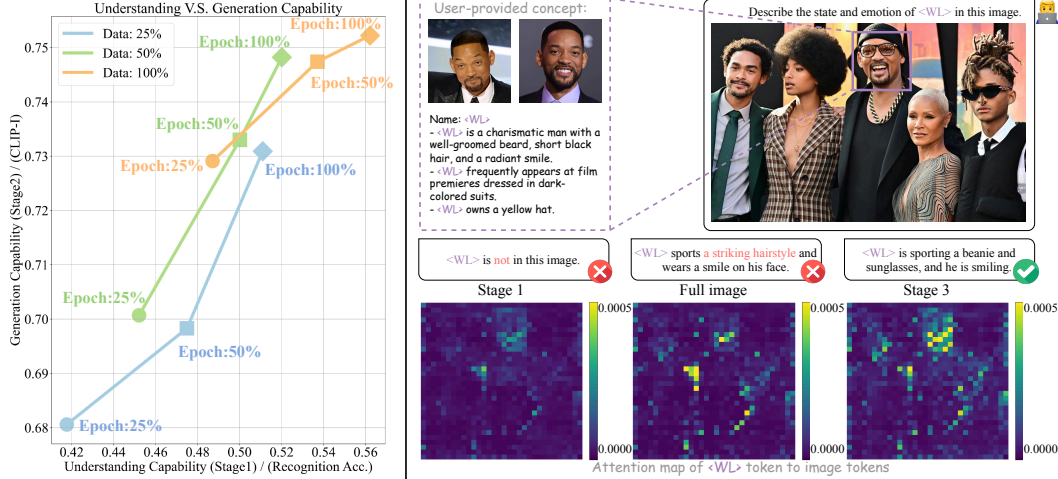 Understanding V.S. Generation Capability
Generation Capability (Stage2) / (CLIP-I)
0.75
0.74
0.73
0.72
0.71
0.70
0.69
0.68
Data: 25%
Data: 50%
Data: 100%
Epoch:100%
Epoch:100%
Epoch:50%
Epoch:50%
Epoch:25%
Epoch:100%
Epoch:25%
Epoch:50%
Epoch:25%
0.42 0.44 0.46 0.48 0.50 0.52 0.54 0.56
Understanding Capability (Stage1) / (Recognition Acc.)
User-provided concept:
Name: <WL>
- <WL> is a charismatic man with a
well-groomed beard, short black
hair, and a radiant smile.
- <WL> frequently appears at film
premieres dressed in dark-
colored suits.
- <WL> owns a yellow hat.
Describe the state and emotion of <WL> in this image.
<WL> is not in this image.
<WL> sports a striking hairstyle and
wears a smile on his face.
<WL> is sporting a beanie and
sunglasses, and he is smiling.
Stage 1
Full image
Stage 3
0.0005
0.0000
0.0005
0.0000
0.0005
0.0000
Attention map of <WL> token to image tokens